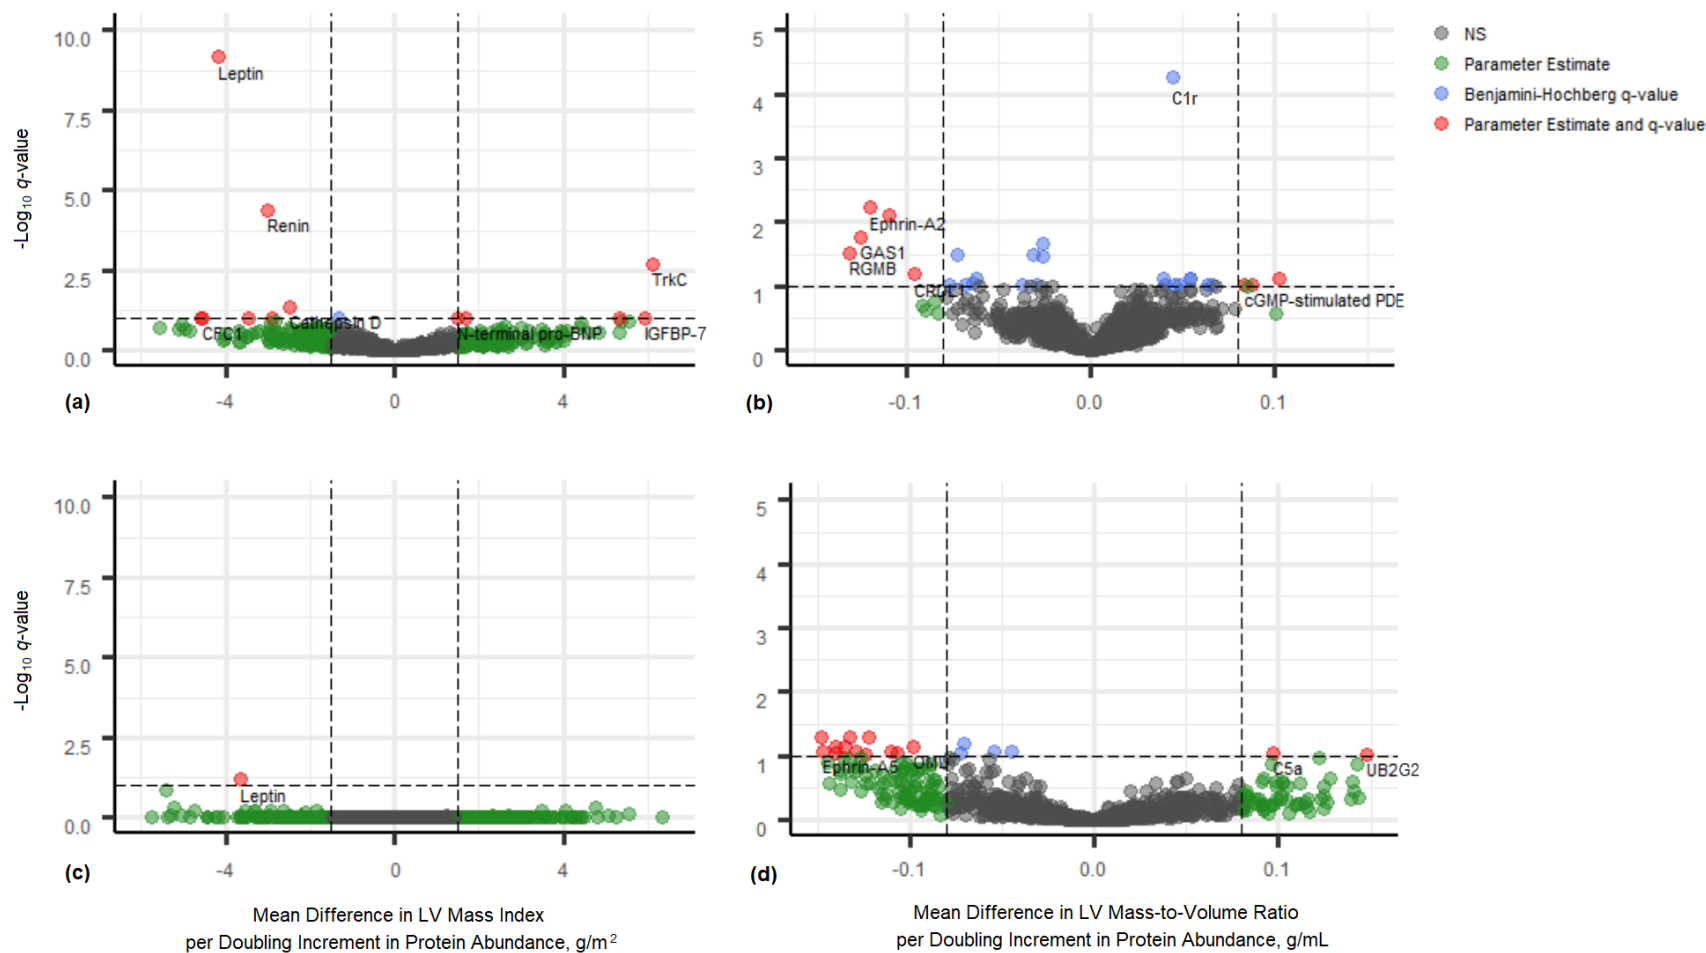 10.0
7.5
5.0
2.5
0.0
-Log10 q-value
Leptin
Renin
TrkC
CFC1
Cathepsin D
N-terminal pro-BNP
IGFBP-7
-4
0
4
(a)
5
4
3
2
1
0
C1r
Ephrin-A2
GAS1
RGMB
CRDL1
cGMP-stimulated PDE
-0.1
0.0
0.1
(b)
NS
Parameter Estimate
Benjamini-Hochberg q-value
Parameter Estimate and q-value
10.0
7.5
5.0
2.5
0.0
-Log10 q-value
Leptin
-4
0
4
(c)
Mean Difference in LV Mass Index
per Doubling Increment in Protein Abundance, g/m²
5
4
3
2
1
0
Ephrin-A5
OMD
C5a
UB2G2
-0.1
0.0
0.1
(d)
Mean Difference in LV Mass-to-Volume Ratio
per Doubling Increment in Protein Abundance, g/mL